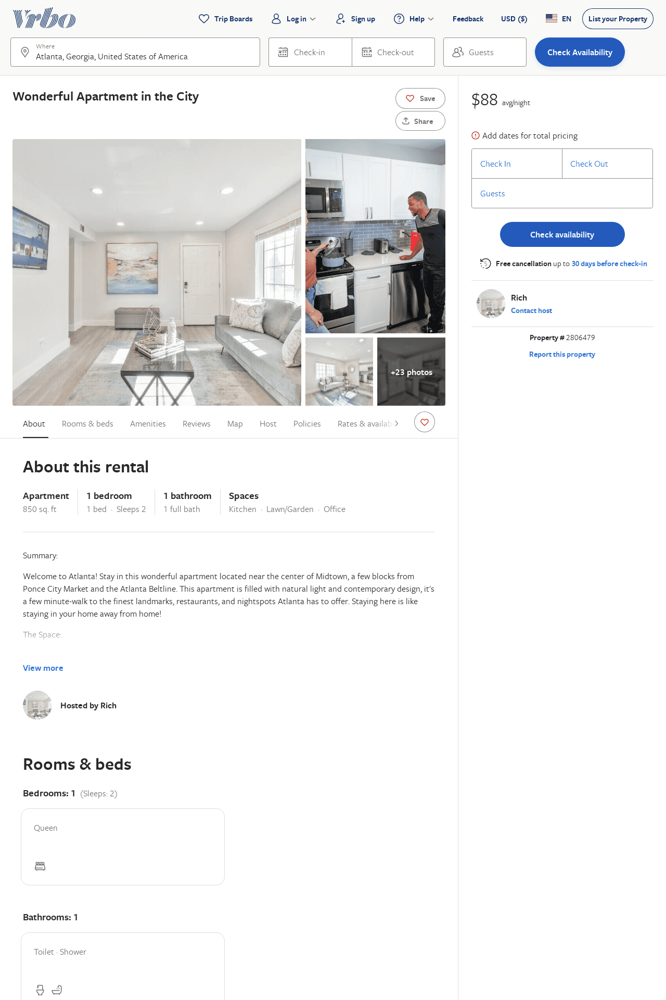 Vrbo
Trip Boards
Log in
Sign up
Help
Feedback
USD ($)
EN
List your Property
Where
Atlanta, Georgia, United States of America
Check-in
Check-out
Guests
Check Availability
Wonderful Apartment in the City
Save
Share
+23 photos
$88 avg/night
Add dates for total pricing
Check In
Check Out
Guests
Check availability
Free cancellation up to 30 days before check-in
Rich
Contact host
Property # 2806479
Report this property
About
Rooms & beds
Amenities
Reviews
Map
Host
Policies
Rates & availab
About this rental
Apartment
850 sq. ft
1 bedroom
1 bed · Sleeps 2
1 bathroom
1 full bath
Spaces
Kitchen · Lawn/Garden · Office
Summary:
Welcome to Atlanta! Stay in this wonderful apartment located near the center of Midtown, a few blocks from
Ponce City Market and the Atlanta Beltline. This apartment is filled with natural light and contemporary design, it's
a few minute-walk to the finest landmarks, restaurants, and nightspots Atlanta has to offer. Staying here is like
staying in your home away from home!
The Space:
View more
Hosted by Rich
Rooms & beds
Bedrooms: 1 (Sleeps: 2)
Queen
Bathrooms: 1
Toilet · Shower